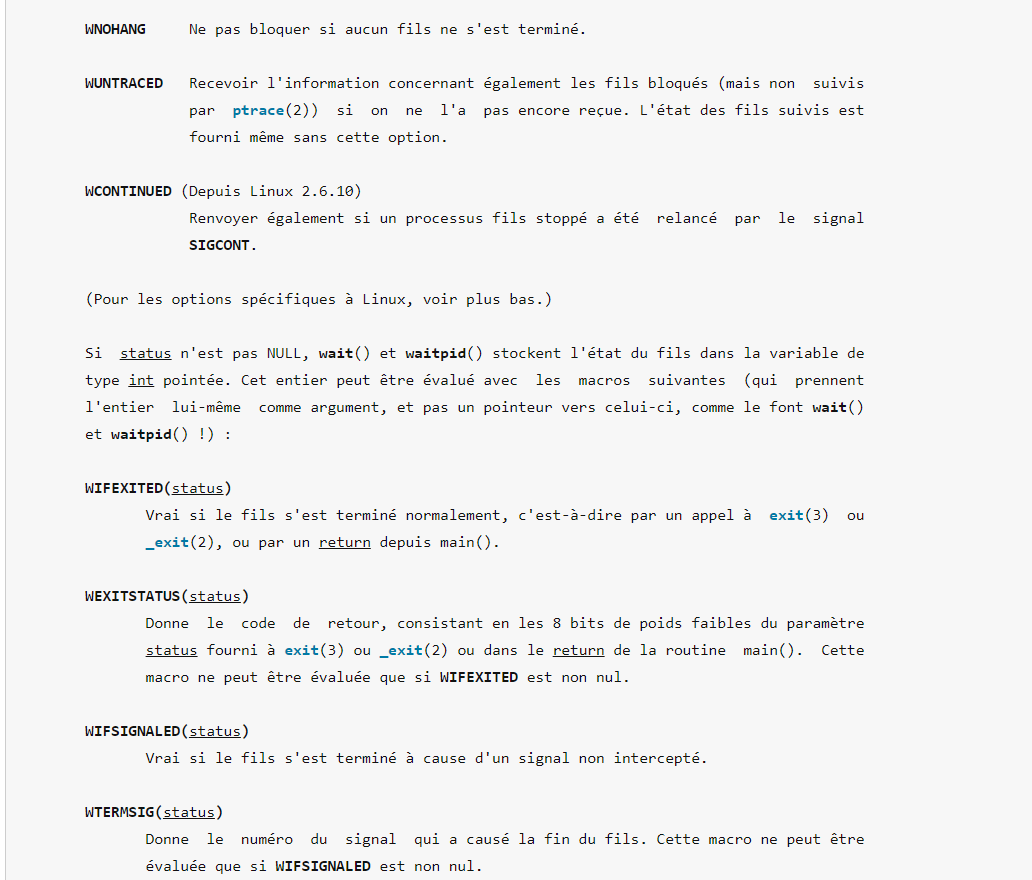 WNOHANG Ne pas bloquer si aucun fils ne s'est terminé.
WUNTRACED Recevoir l'information concernant également les fils bloqués (mais non suivis
par ptrace(2)) si on ne l'a pas encore reçue. L'état des fils suivis est
fourni même sans cette option.
WCONTINUED (Depuis Linux 2.6.10)
Renvoyer également si un processus fils stoppé a été relancé par le signal
SIGCONT.
(Pour les options spécifiques à Linux, voir plus bas.)
Si status n'est pas NULL, wait() et waitpid() stockent l'état du fils dans la variable de
type int pointée. Cet entier peut être évalué avec les macros suivantes (qui prennent
l'entier lui-même comme argument, et pas un pointeur vers celui-ci, comme le font wait()
et waitpid() !) :
WIFEXITED(status)
Vrai si le fils s'est terminé normalement, c'est-à-dire par un appel à exit(3) ou
_exit(2), ou par un return depuis main().
WEXITSTATUS(status)
Donne le code de retour, consistant en les 8 bits de poids faibles du paramètre
status fourni à exit(3) ou _exit(2) ou dans le return de la routine main(). Cette
macro ne peut être évaluée que si WIFEXITED est non nul.
WIFSIGNALED(status)
Vrai si le fils s'est terminé à cause d'un signal non intercepté.
WTERMSIG(status)
Donne le numéro du signal qui a causé la fin du fils. Cette macro ne peut être
évaluée que si WIFSIGNALED est non nul.